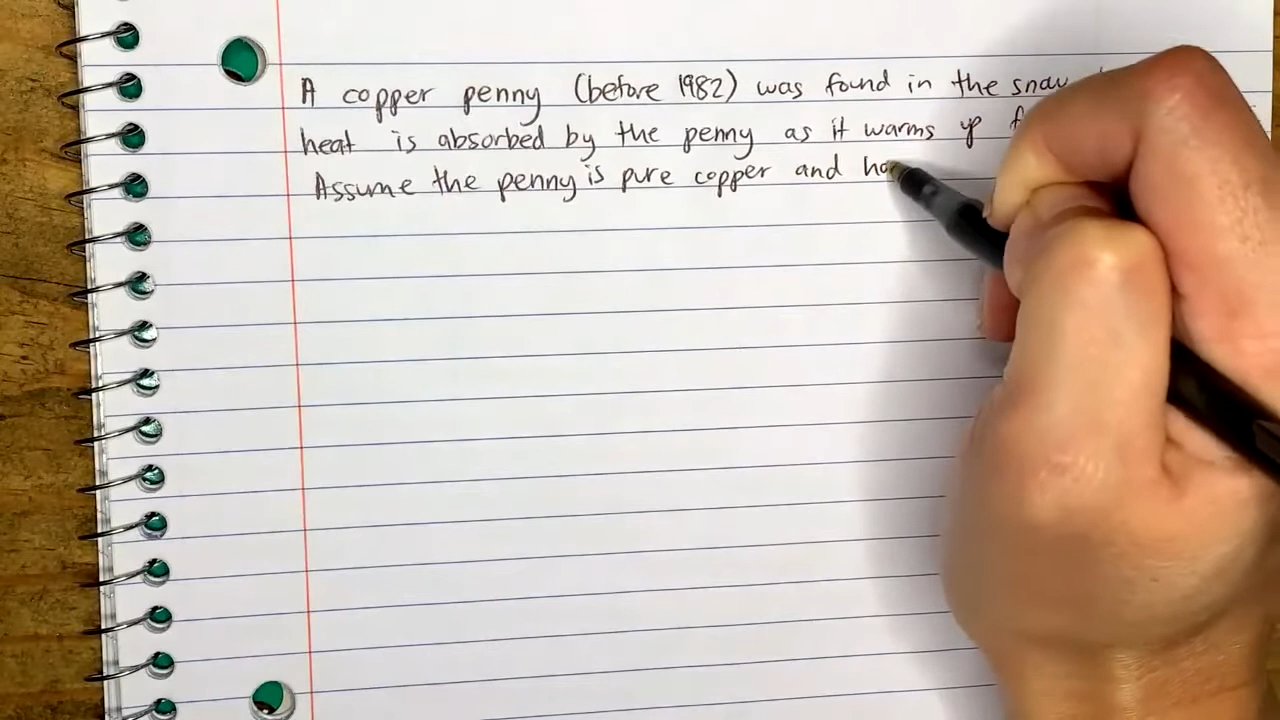 A copper penny (before 1982) was found in the snow
heat is absorbed by the penny as it warms up
Assume the penny is pure copper and ha